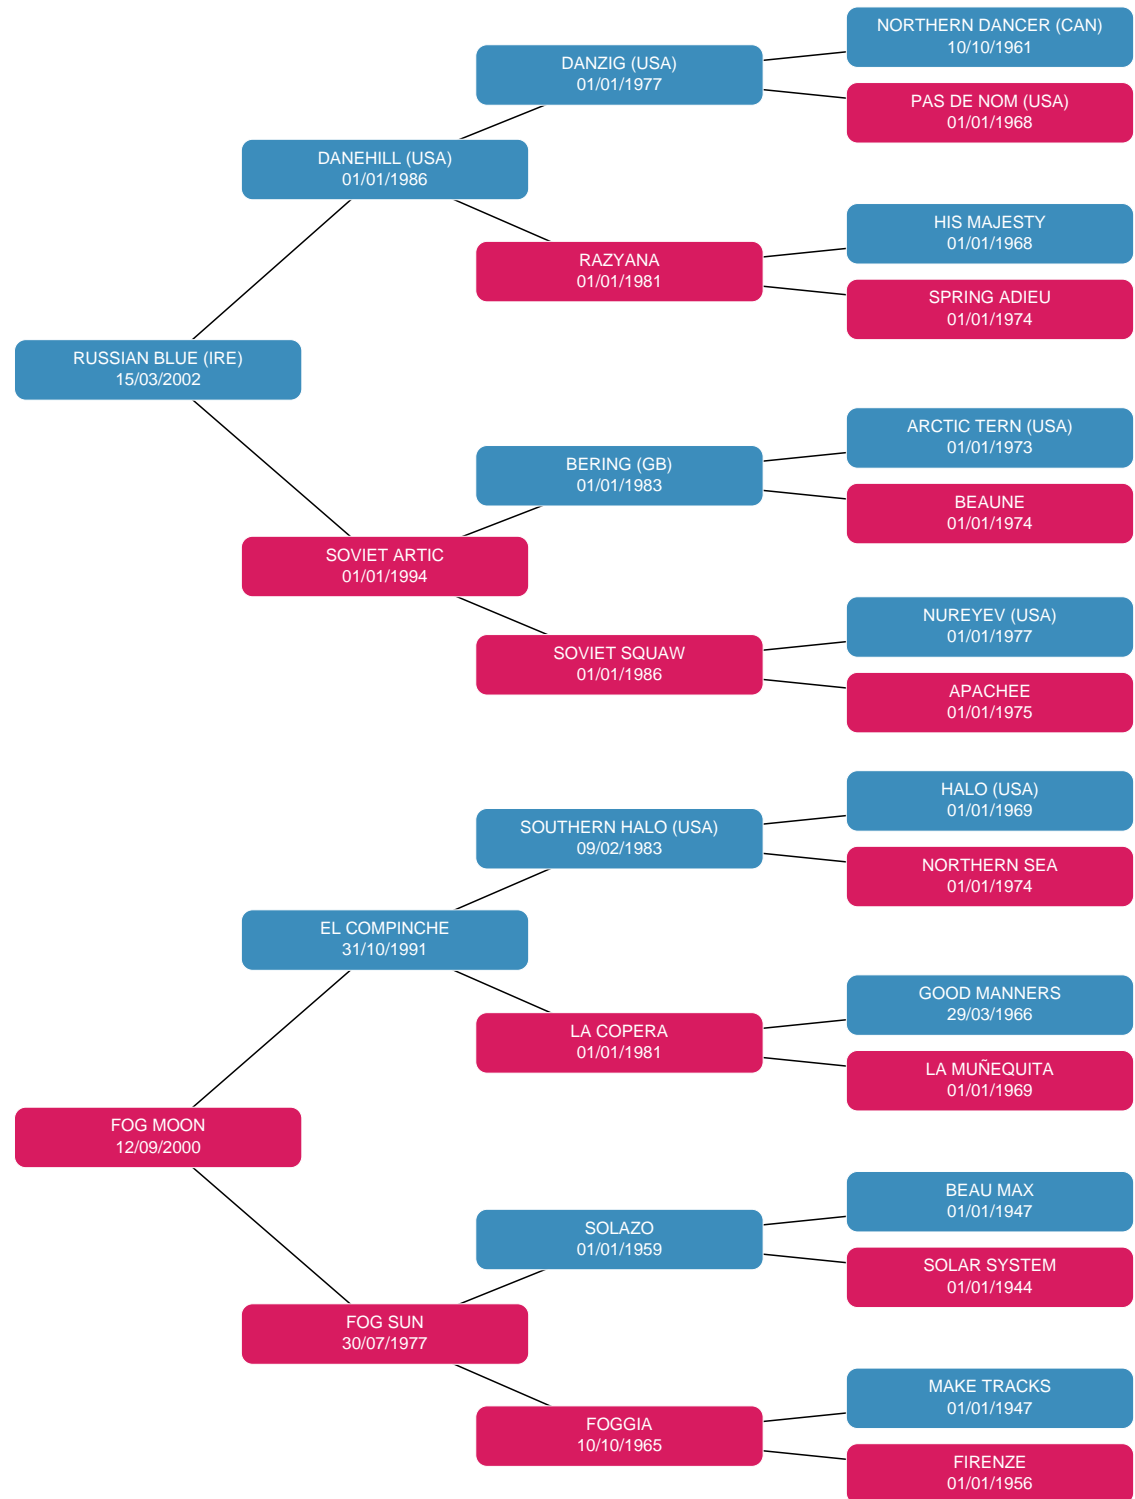 NORTHERN DANCER (CAN)
10/10/1961
DANZIG (USA)
01/01/1977
PAS DE NOM (USA)
01/01/1968
DANEHILL (USA)
01/01/1986
HIS MAJESTY
01/01/1968
RAZYANA
01/01/1981
SPRING ADIEU
01/01/1974
RUSSIAN BLUE (IRE)
15/03/2002
ARCTIC TERN (USA)
01/01/1973
BERING (GB)
01/01/1983
BEAUNE
01/01/1974
SOVIET ARTIC
01/01/1994
NUREYEV (USA)
01/01/1977
SOVIET SQUAW
01/01/1986
APACHEE
01/01/1975
HALO (USA)
01/01/1969
SOUTHERN HALO (USA)
09/02/1983
NORTHERN SEA
01/01/1974
EL COMPINCHE
31/10/1991
GOOD MANNERS
29/03/1966
LA COPERA
01/01/1981
LA MUÑEQUITA
01/01/1969
FOG MOON
12/09/2000
BEAU MAX
01/01/1947
SOLAZO
01/01/1959
SOLAR SYSTEM
01/01/1944
FOG SUN
30/07/1977
MAKE TRACKS
01/01/1947
FOGGIA
10/10/1965
FIRENZE
01/01/1956